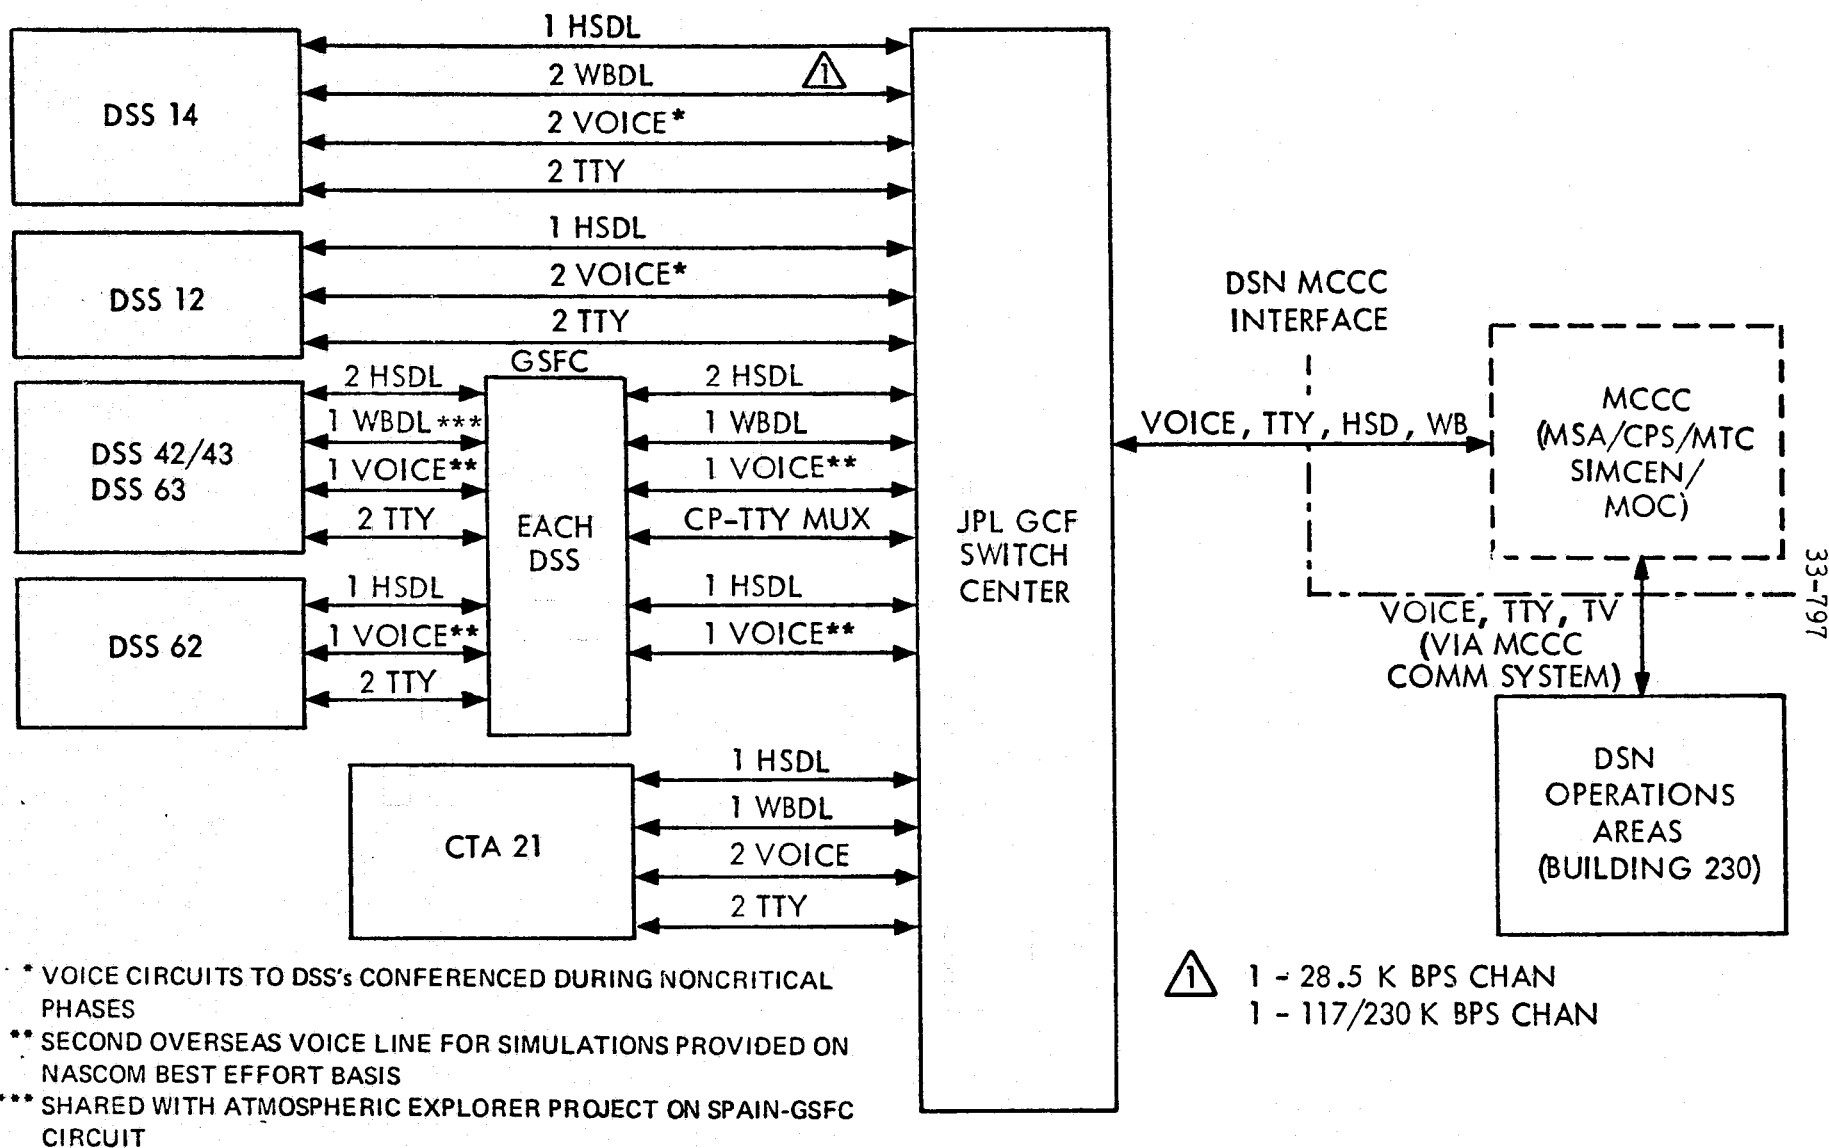 1 HSDL
2 WBDL
1
DSS 14
2 VOICE*
2 TTY
1 HSDL
2 VOICE*
DSS 12
2 TTY
GSFC
2 HSDL
1 WBDL***
DSS 42/43
DSS 63
1 VOICE**
2 TTY
EACH
DSS
2 HSDL
1 WBDL
1 VOICE**
CP-TTY MUX
1 HSDL
1 VOICE**
DSS 62
2 TTY
1 HSDL
1 VOICE**
CTA 21
1 HSDL
1 WBDL
2 VOICE
2 TTY
JPL GCF
SWITCH
CENTER
DSN MCCC
INTERFACE
VOICE, TTY, HSD, WB
MCCC
(MSA/CPS/MTC
SIMCEN/
MOC)
33-797
VOICE, TTY, TV
(VIA MCCC
COMM SYSTEM)
DSN
OPERATIONS
AREAS
(BUILDING 230)
1 1 - 28.5 K BPS CHAN
1 - 117/230 K BPS CHAN
* VOICE CIRCUITS TO DSS's CONFERENCED DURING NONCRITICAL
PHASES
** SECOND OVERSEAS VOICE LINE FOR SIMULATIONS PROVIDED ON
NASCOM BEST EFFORT BASIS
*** SHARED WITH ATMOSPHERIC EXPLORER PROJECT ON SPAIN-GSFC
CIRCUIT